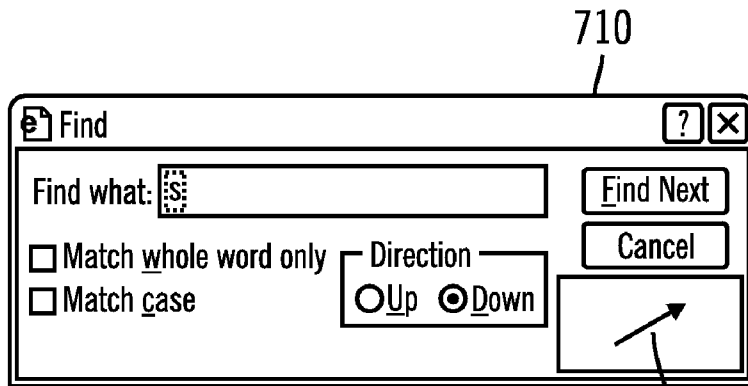 710
e Find ? X
Find what: s Find Next
Match whole word only Direction Cancel
Match case Up Down